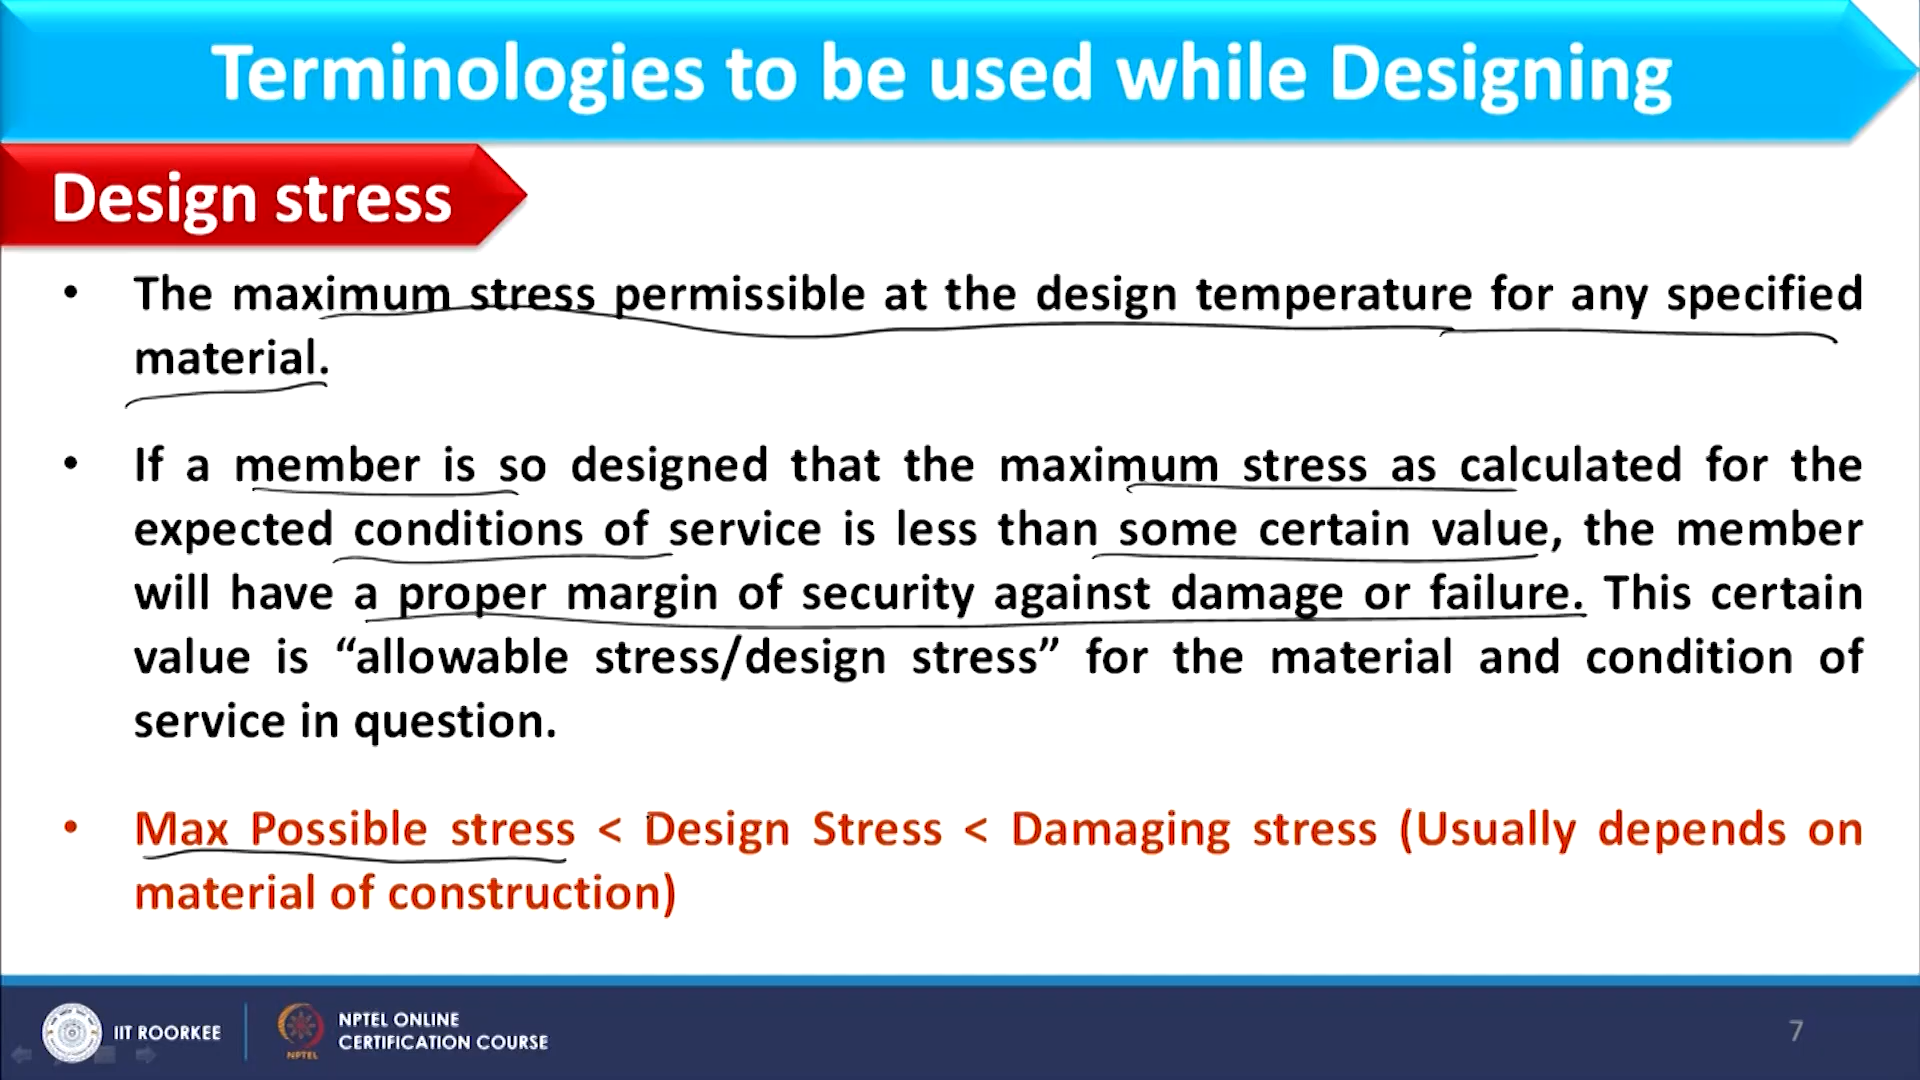 Terminologies to be used while Designing
Design stress
• The maximum stress permissible at the design temperature for any specified
material.
• If a member is so designed that the maximum stress as calculated for the
expected conditions of service is less than some certain value, the member
will have a proper margin of security against damage or failure. This certain
value is “allowable stress/design stress” for the material and condition of
service in question.
• Max Possible stress < Design Stress < Damaging stress (Usually depends on
material of construction)
IIT ROORKEE
NPTEL
NPTEL ONLINE
CERTIFICATION COURSE
7